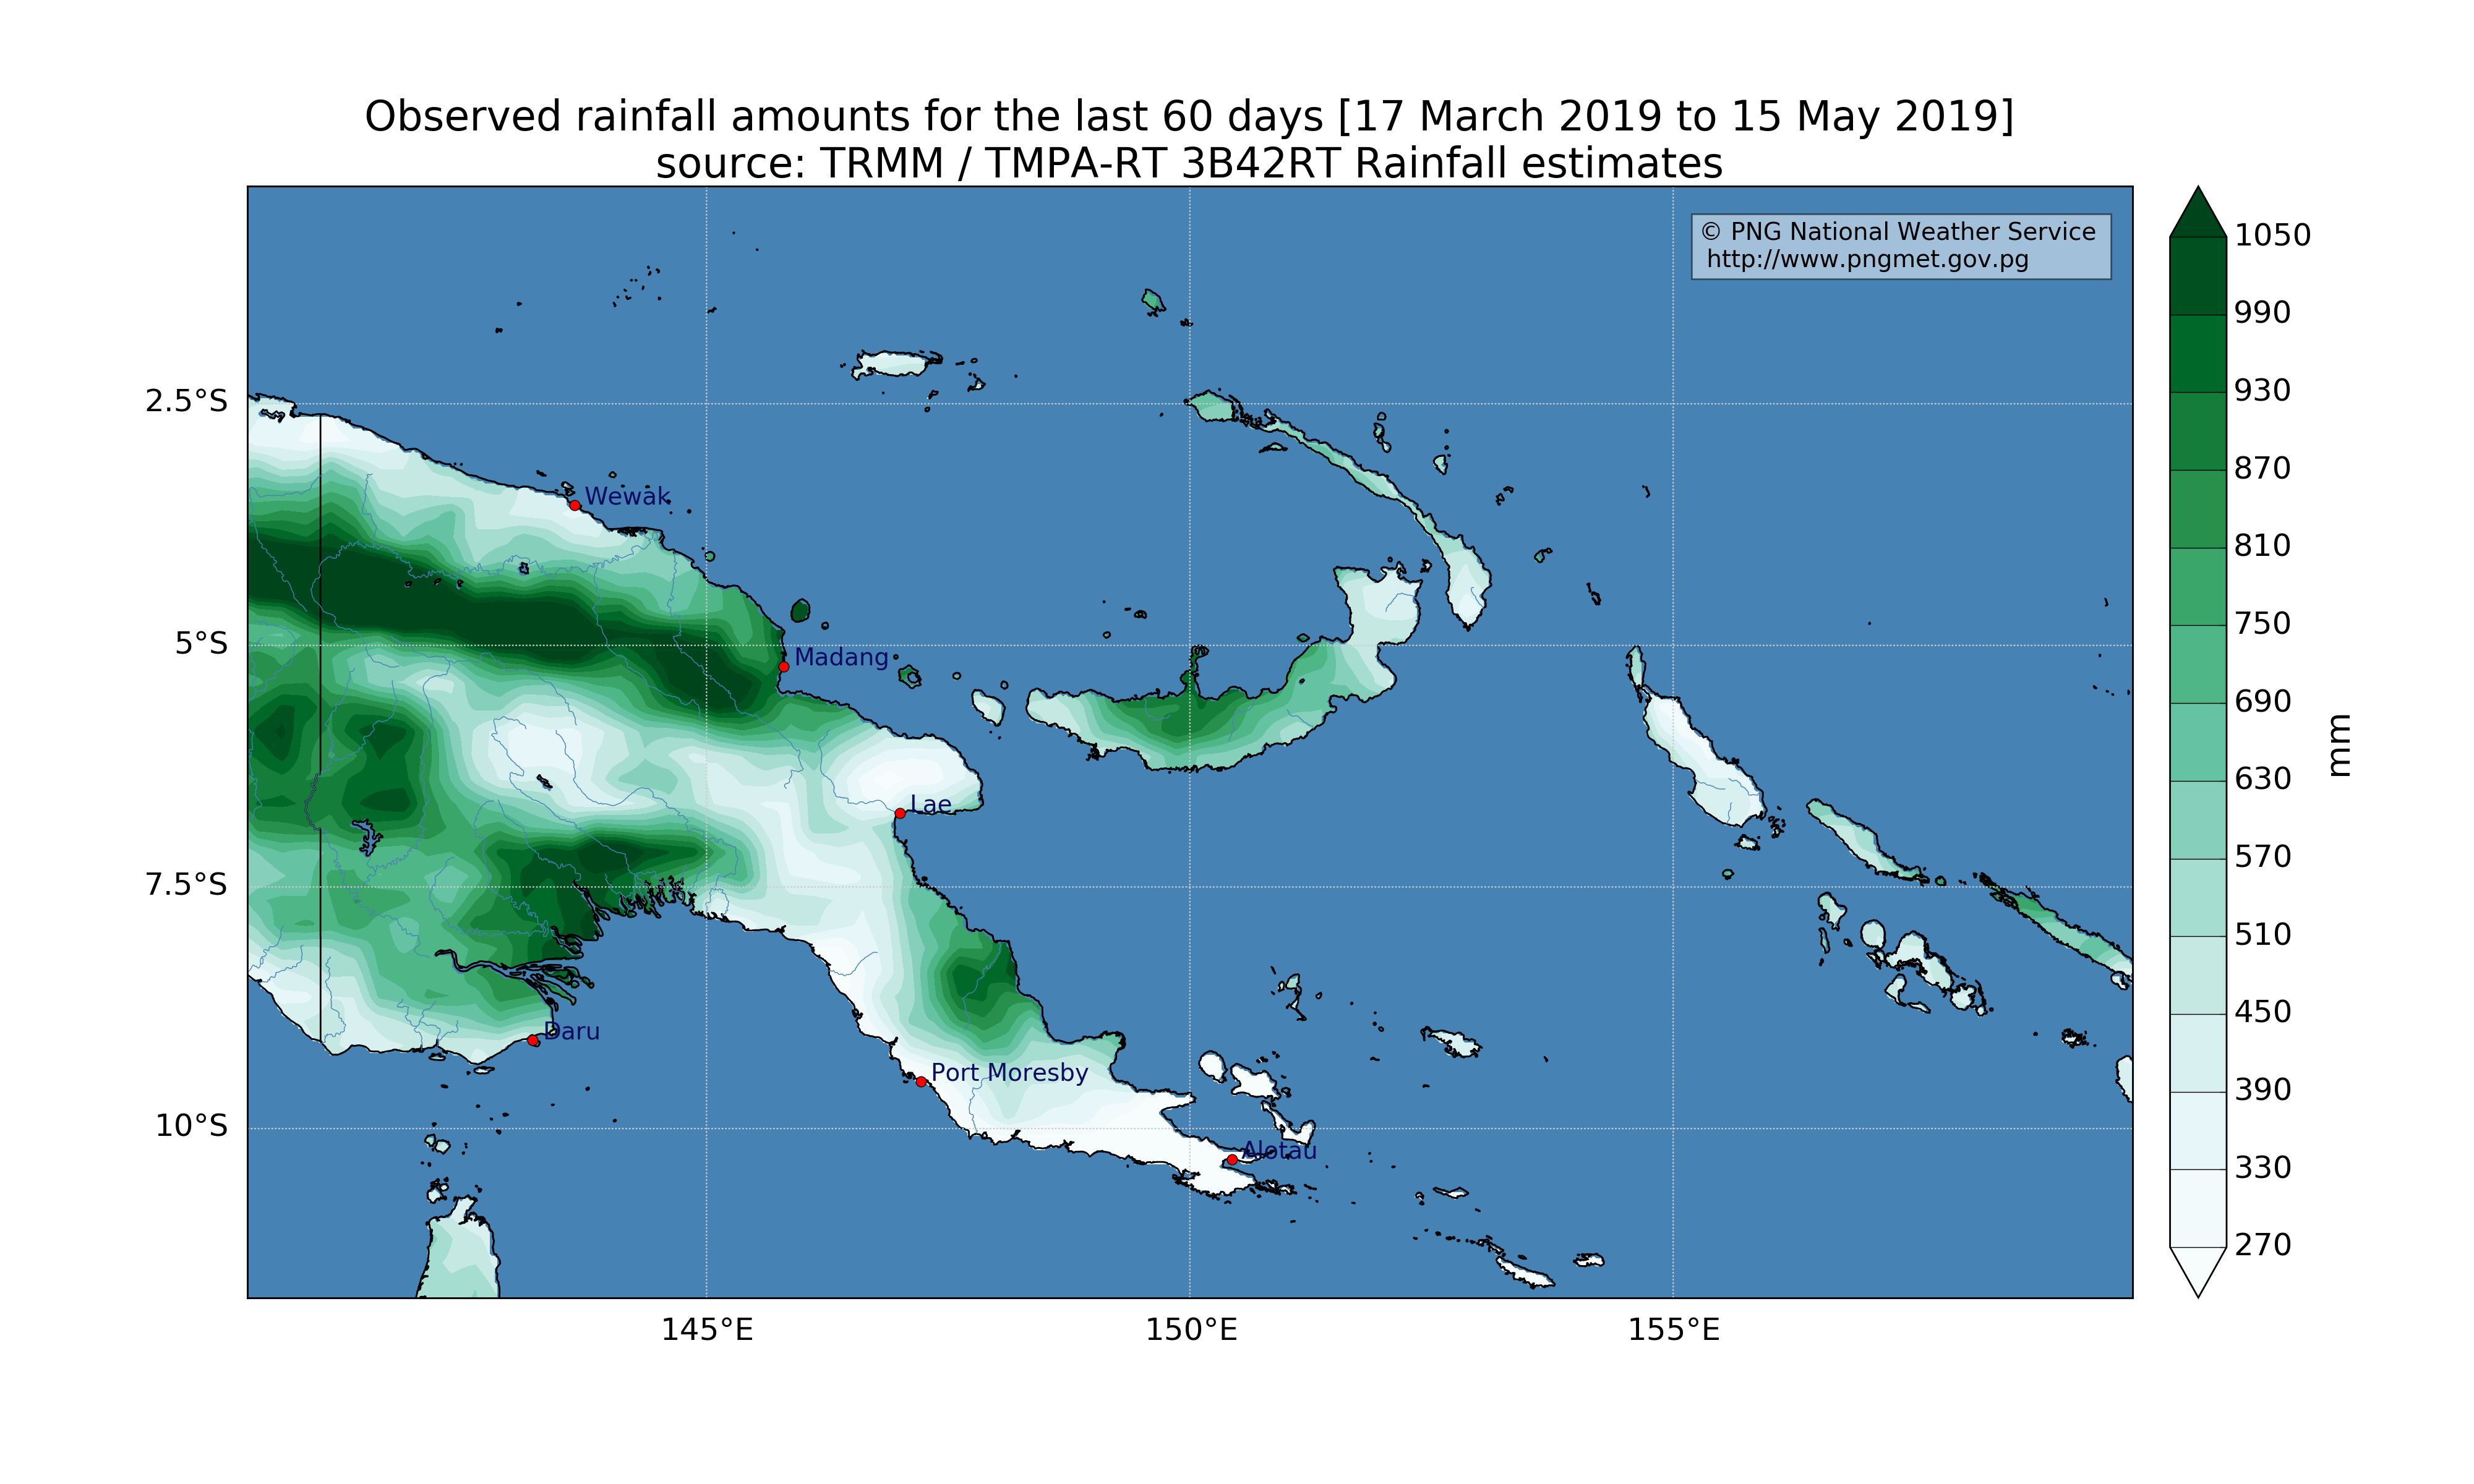 Observed rainfall amounts for the last 60 days [17 March 2019 to 15 May 2019]
source: TRMM / TMPA-RT 3B42RT Rainfall estimates
© PNG National Weather Service
http://www.pngmet.gov.pg
2.5°S
5°S
7.5°S
10°S
Wewak
Madang
Lae
Daru
Port Moresby
Alotau
145°E
150°E
155°E
1050
990
930
870
810
750
690
630
570
510
450
390
330
270
mm